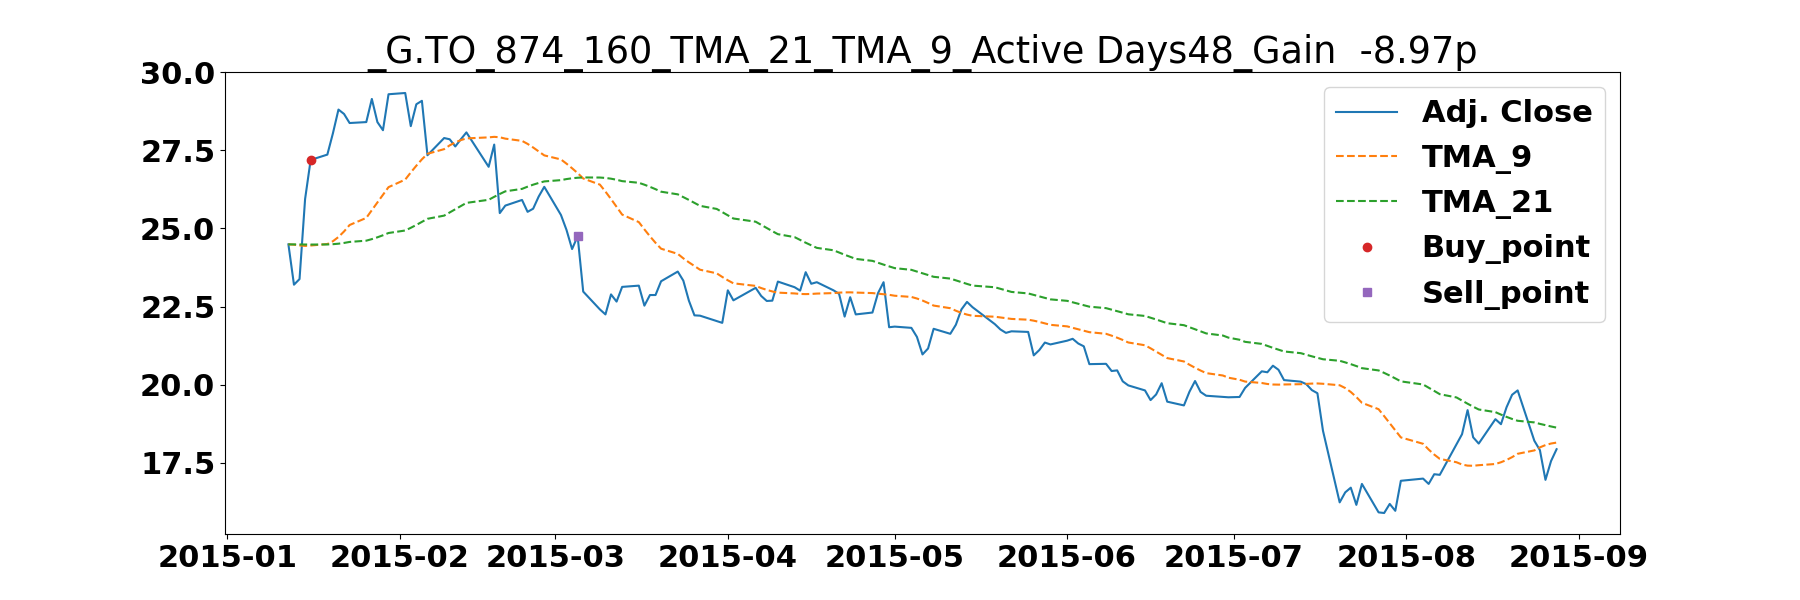 _G.TO_874_160_TMA_21_TMA_9_Active Days48_Gain  -8.97p
30.0
27.5
25.0
22.5
20.0
17.5
Adj. Close
TMA_9
TMA_21
Buy_point
Sell_point
2015-01 2015-02 2015-03 2015-04 2015-05 2015-06 2015-07 2015-08 2015-09